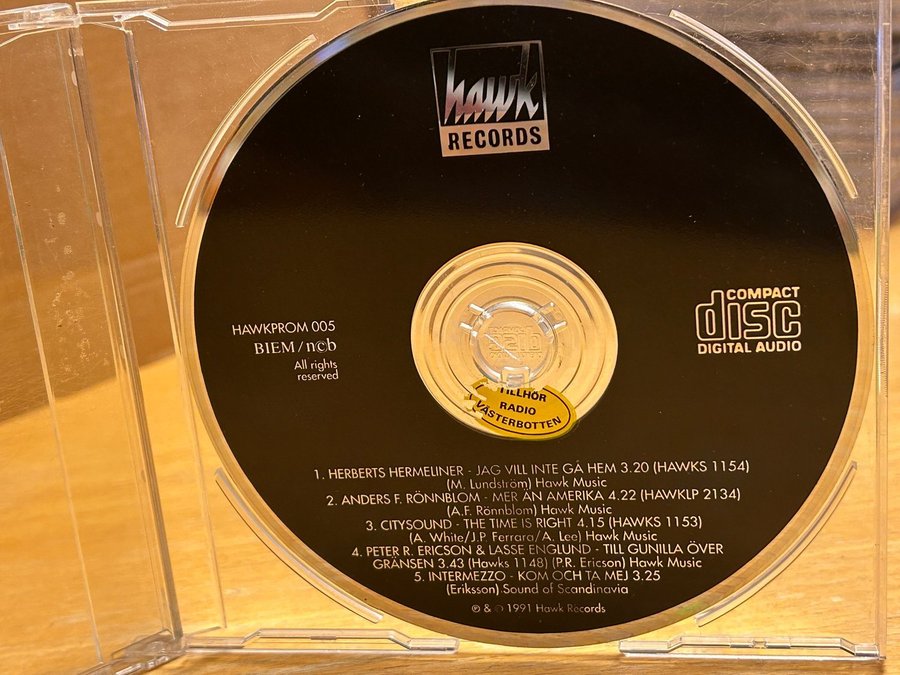 hawk
RECORDS
COMPACT
disc
DIGITAL AUDIO
HAWKPROM 005
BIEM/n©b
All rights
reserved
TILLHÖR
RADIO
VÄSTERBOTTEN
1. HERBERTS HERMELINER - JAG VILL INTE GÅ HEM 3.20 (HAWKS 1154)
(M. Lundström) Hawk Music
2. ANDERS F. RÖNNBLOM - MER ÄN AMERIKA 4.22 (HAWKLP 2134)
(A.F. Rönnblom) Hawk Music
3. CITYSOUND - THE TIME IS RIGHT 4.15 (HAWKS 1153)
(A. White/J.P. Ferrara/A. Lee) Hawk Music
4. PETER R. ERICSON & LASSE ENGLUND - TILL GUNILLA ÖVER
GRÄNSEN 3.43 (Hawks 1148) (P.R. Ericson) Hawk Music
5. INTERMEZZO - KOM OCH TA MEJ 3.25
(Eriksson) Sound of Scandinavia
℗ & © 1991 Hawk Records